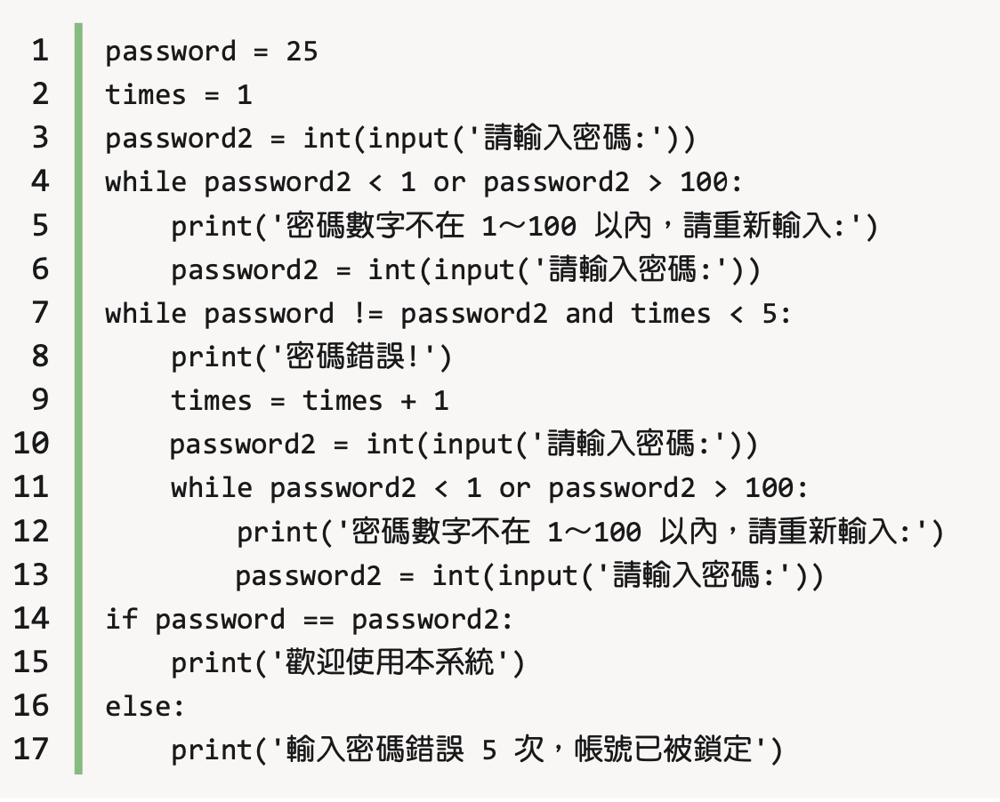 1 password = 25
2 times = 1
3 password2 = int(input('請輸入密碼:'))
4 while password2 < 1 or password2 > 100:
5     print('密碼數字不在 1～100 以內，請重新輸入:')
6     password2 = int(input('請輸入密碼:'))
7 while password != password2 and times < 5:
8     print('密碼錯誤!')
9     times = times + 1
10     password2 = int(input('請輸入密碼:'))
11     while password2 < 1 or password2 > 100:
12         print('密碼數字不在 1～100 以內，請重新輸入:')
13         password2 = int(input('請輸入密碼:'))
14 if password == password2:
15     print('歡迎使用本系統')
16 else:
17     print('輸入密碼錯誤 5 次，帳號已被鎖定')